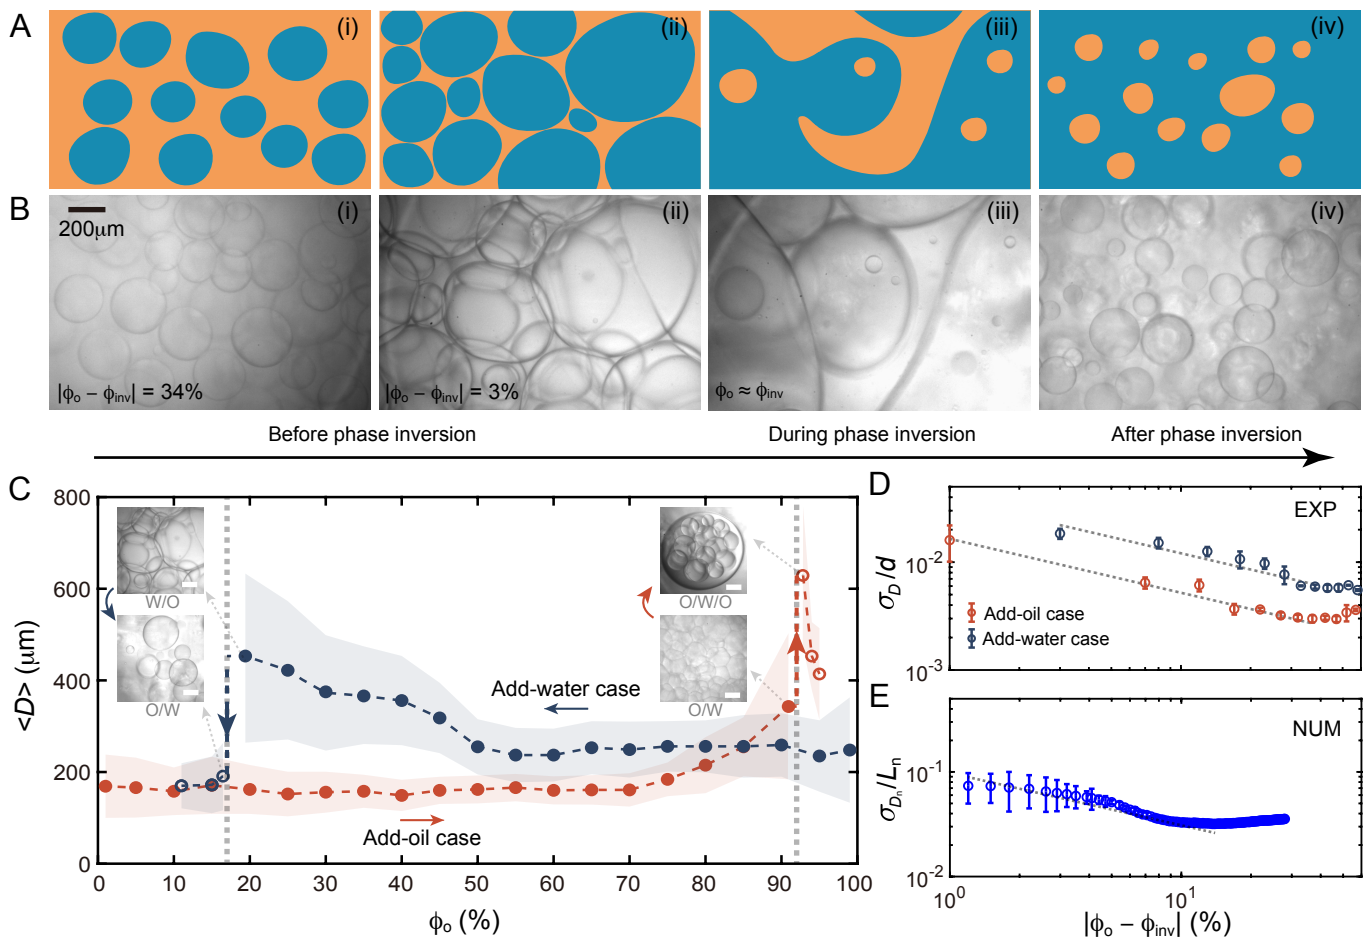 A
(i)
(ii)
(iii)
(iv)
B
(i)
(ii)
(iii)
(iv)
200μm
|ϕo − ϕinv| = 34%
|ϕo − ϕinv| = 3%
ϕo ≈ ϕinv
Before phase inversion
During phase inversion
After phase inversion
C
800
600
400
200
0
<D> (μm)
W/O
O/W
O/W/O
O/W
Add-water case
Add-oil case
0
10
20
30
40
50
60
70
80
90
100
ϕo (%)
D
EXP
10⁻²
10⁻³
σD/d
Add-oil case
Add-water case
E
NUM
10⁻¹
10⁻²
σDn/Ln
10⁰
10¹
|ϕo − ϕinv| (%)